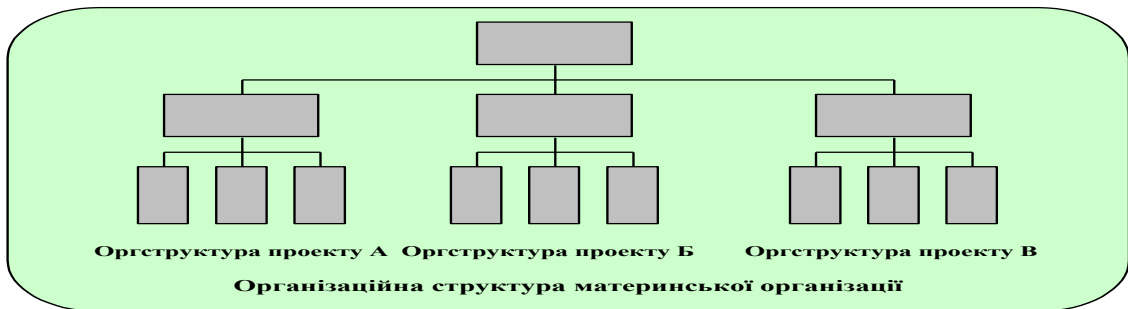 Оргструктура проекту А Оргструктура проекту Б Оргструктура проекту В
Організаційна структура материнської організації